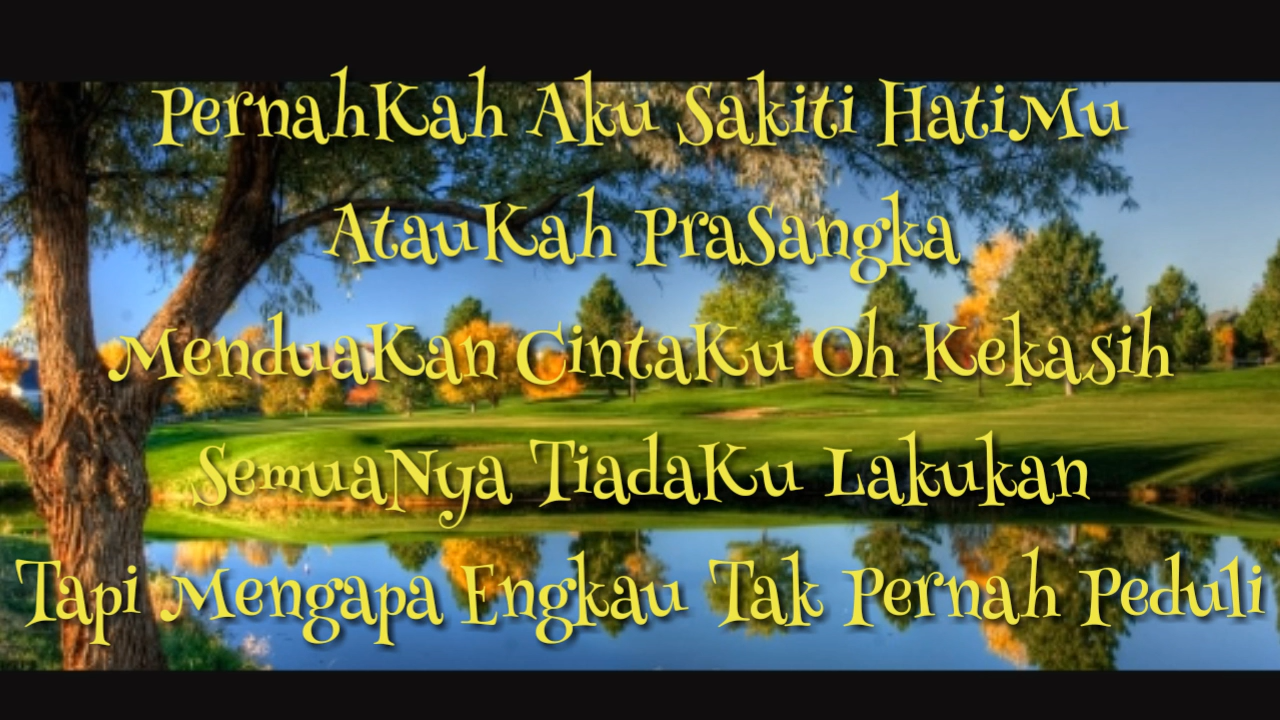 PernahKah Aku Sakiti HatiMu
AtauKah PraSangka
MenduaKan CintaKu Oh KekaSih
SemuaNya TiadaKu Lakukan
Tapi Mengapa Engkau Tak Pernah Peduli